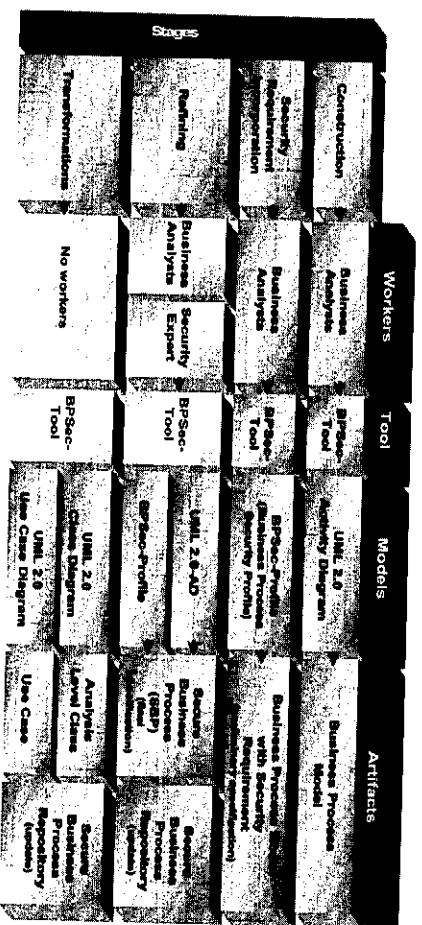 Stages
Workers
Tool
Models
Artifacts
Construction
Business
Analysts
BPSec-
Tool
UML 2.0
Activity Diagram
Business Process
Model
Security
Requirement
Incorporation
Business
Analysts
BPSec-
Tool
BPSec-Profile
(Business Process
Security Profile)
Business Process
with Security
Requirement
Refining
Business
Analysts
Security
Expert
BPSec-
Tool
UML 2.0-AD
BPSec-Profile
Secure
Business
Process
(SBP)
Secure
Business
Process
Repository
(update)
Transformations
No workers
BPSec-
Tool
UML 2.0
Class Diagram
UML 2.0
Use Case Diagram
Analysis
Level Class
Use Case
Secure
Business
Process
Repository
(update)